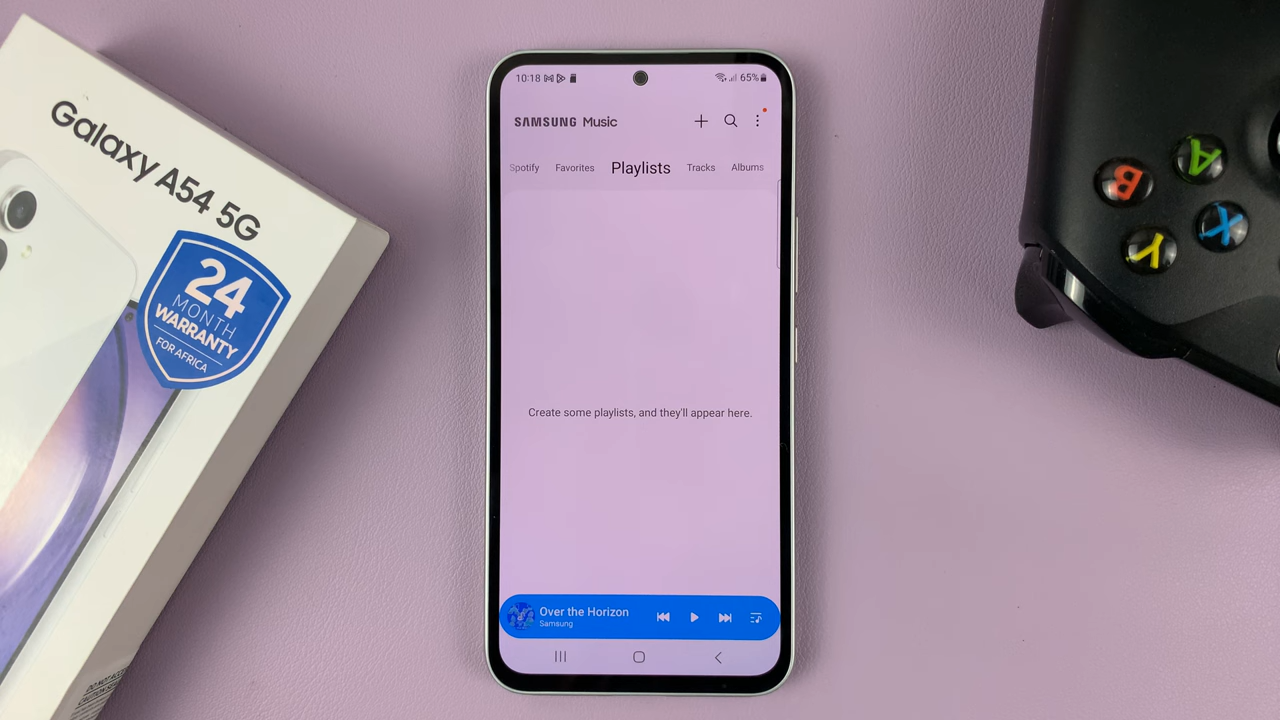 Galaxy A54 5G
24
MONTH
WARRANTY
FOR AFRICA
10:18
65%
SAMSUNG Music
Spotify Favorites Playlists Tracks Albums
Create some playlists, and they'll appear here.
Over the Horizon
Samsung
A
B
X
Y